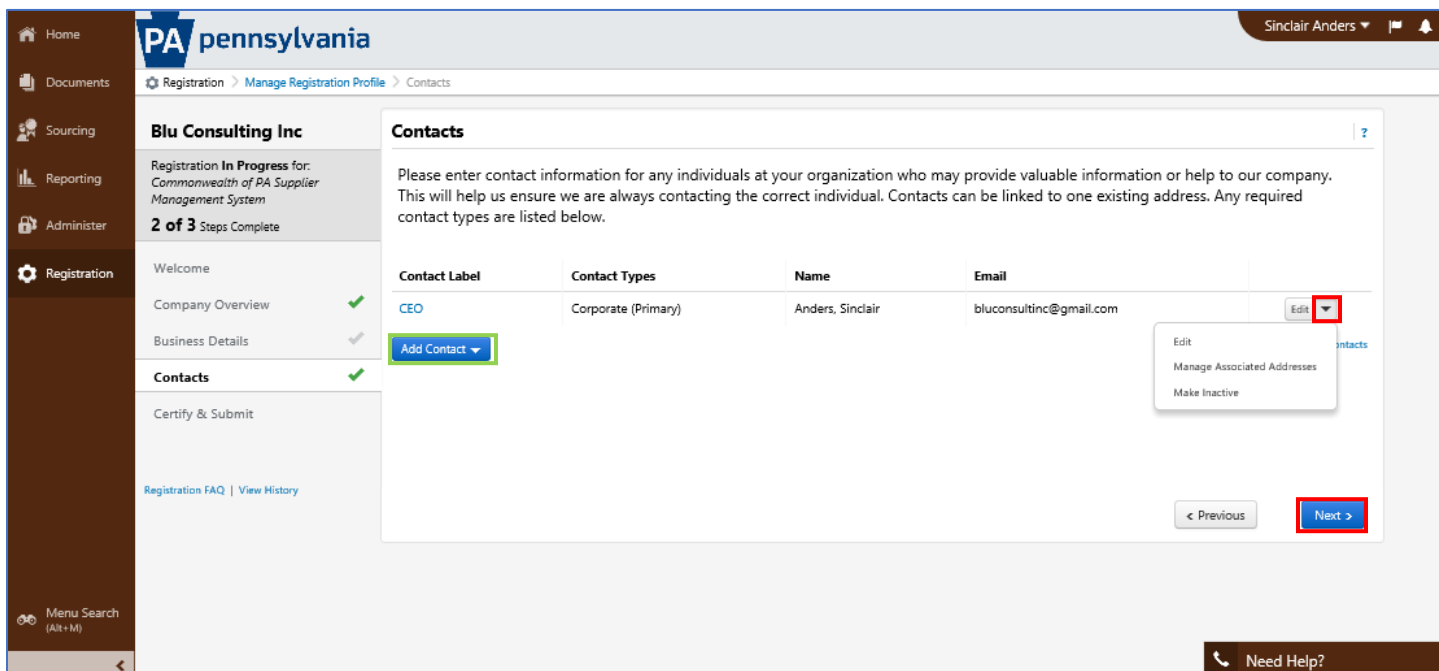 Home
PA pennsylvania
Sinclair Anders
Documents
Registration > Manage Registration Profile > Contacts
Sourcing
Reporting
Administer
Registration
Blu Consulting Inc
Registration In Progress for:
Commonwealth of PA Supplier
Management System
2 of 3 Steps Complete
Welcome
Company Overview
Business Details
Contacts
Certify & Submit
Registration FAQ | View History
Contacts
?
Please enter contact information for any individuals at your organization who may provide valuable information or help to our company.
This will help us ensure we are always contacting the correct individual. Contacts can be linked to one existing address. Any required
contact types are listed below.
Contact Label Contact Types Name Email
CEO Corporate (Primary) Anders, Sinclair bluconsultinc@gmail.com Edit
Add Contact
Edit
Manage Associated Addresses
Make Inactive
< Previous Next >
Menu Search
(Alt+M)
<
Need Help?